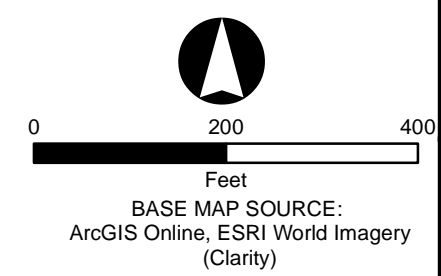 0 200 400
Feet
BASE MAP SOURCE:
ArcGIS Online, ESRI World Imagery
(Clarity)